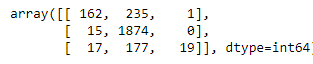 array([[ 162,  235,    1],
       [  15, 1874,    0],
       [  17,  177,   19]], dtype=int64